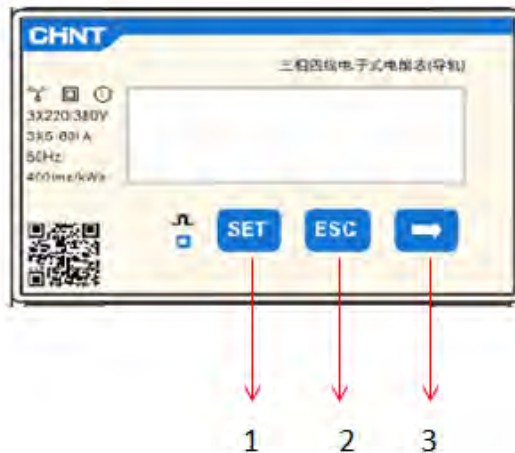 CHNT
三相四线电子式电能表(导轨)
3X220/380V
3X5(60)A
50Hz
400imp/kWh
SET
ESC
1
2
3